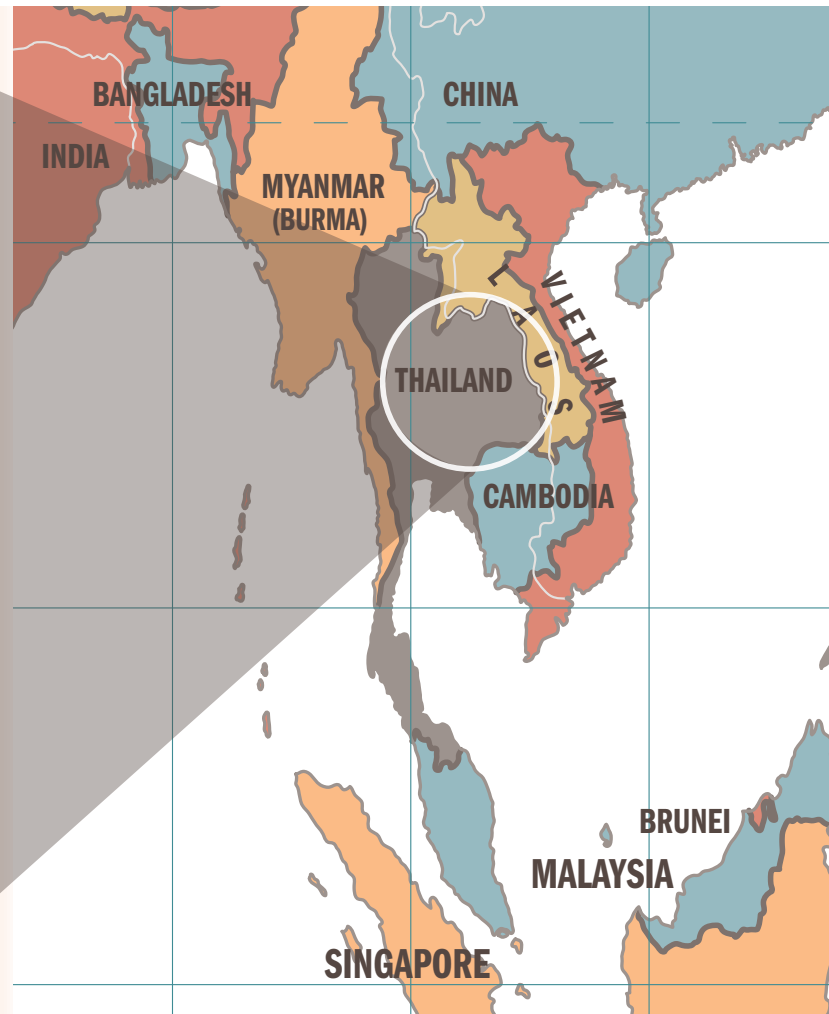 BANGLADESH
CHINA
INDIA
MYANMAR
(BURMA)
LAOS
VIETNAM
THAILAND
CAMBODIA
BRUNEI
MALAYSIA
SINGAPORE